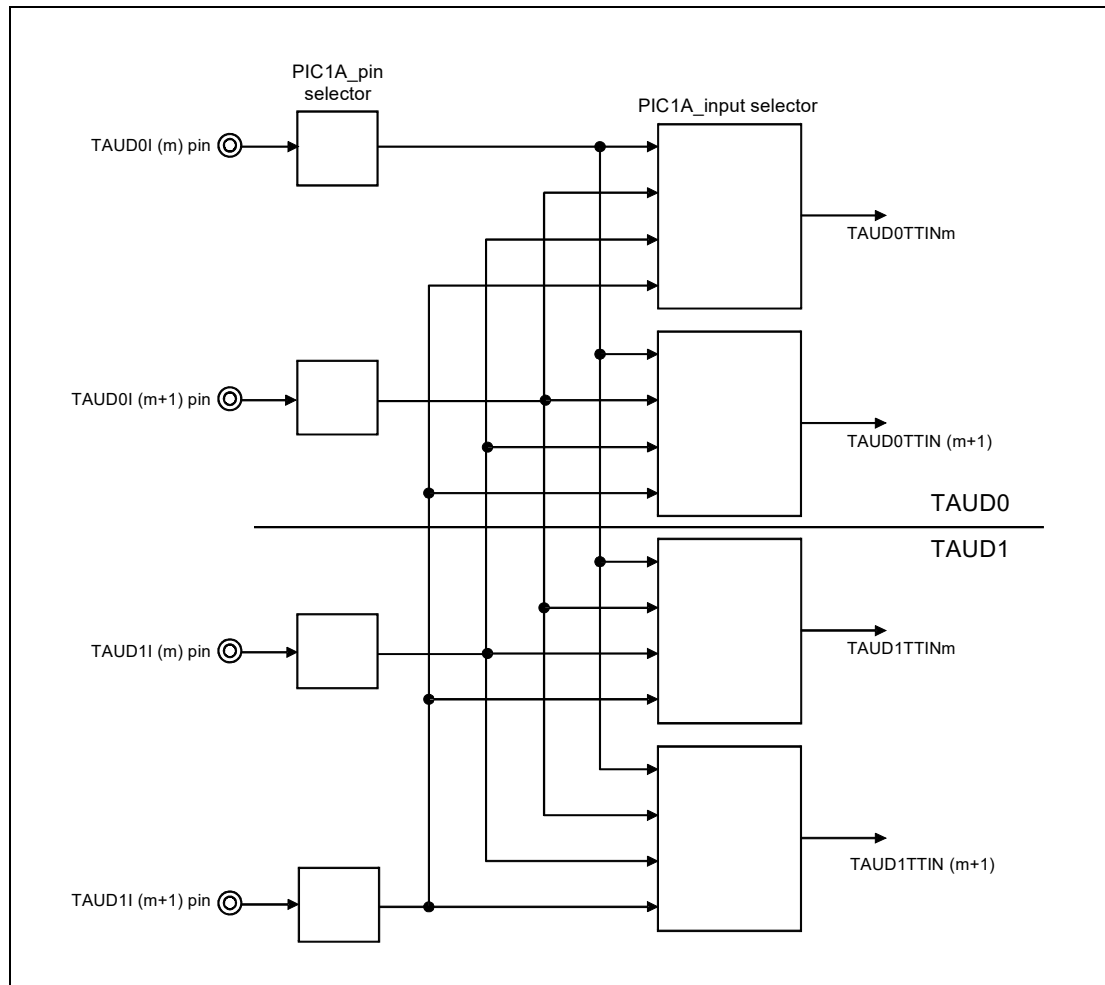 PIC1A_pin
selector
PIC1A_input selector
TAUD0I (m) pin
TAUD0TTINm
TAUD0I (m+1) pin
TAUD0TTIN (m+1)
TAUD0
TAUD1
TAUD1I (m) pin
TAUD1TTINm
TAUD1TTIN (m+1)
TAUD1I (m+1) pin